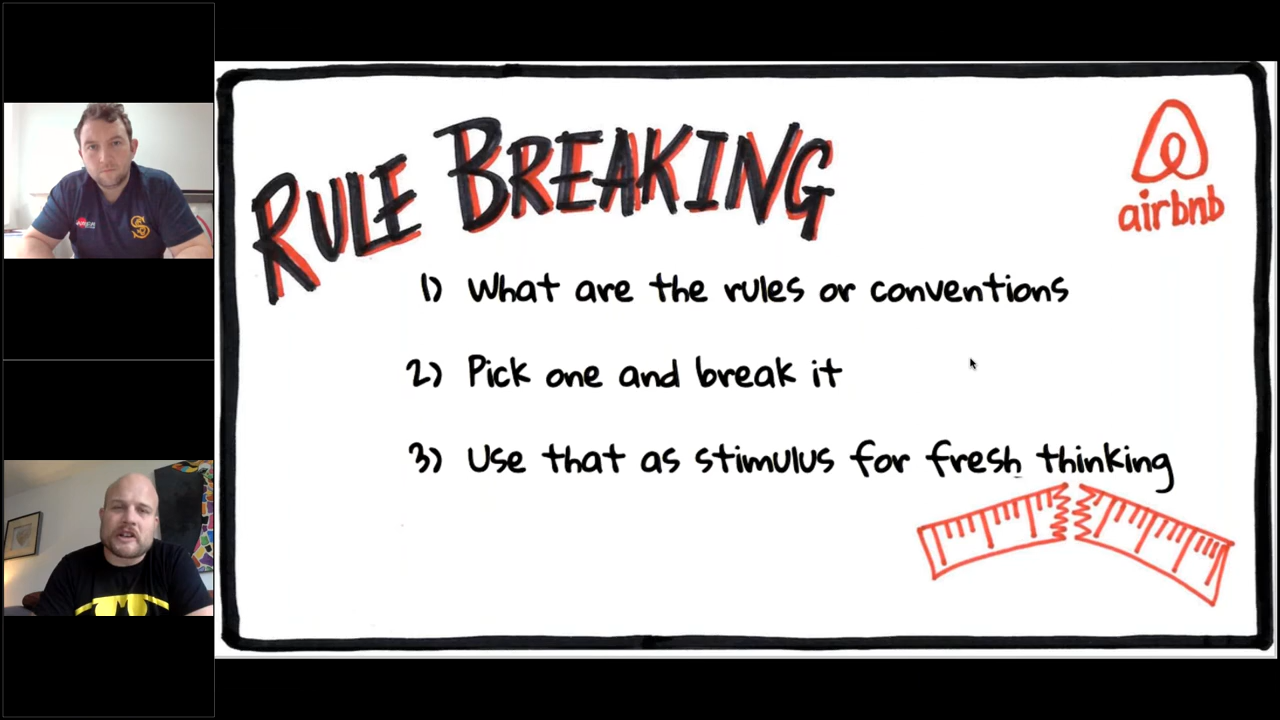 RULE BREAKING
airbnb
1) What are the rules or conventions
2) Pick one and break it
3) Use that as stimulus for fresh thinking